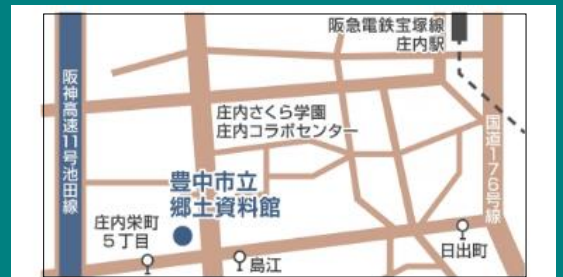 阪急電鉄宝塚線
庄内駅
阪神高速11号池田線
庄内さくら学園
庄内コラボセンター
国道176号線
豊中市立
郷土資料館
庄内栄町
5丁目
島江
日出町